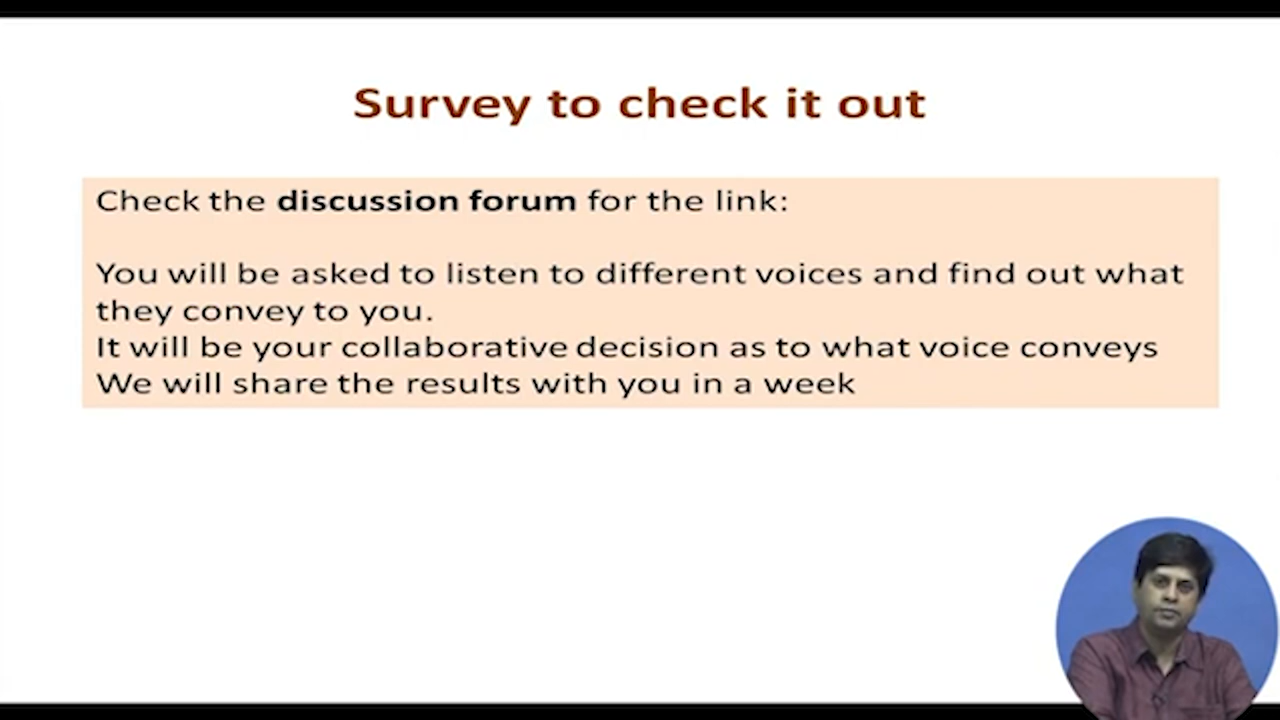 Survey to check it out
Check the discussion forum for the link:
You will be asked to listen to different voices and find out what
they convey to you.
It will be your collaborative decision as to what voice conveys
We will share the results with you in a week